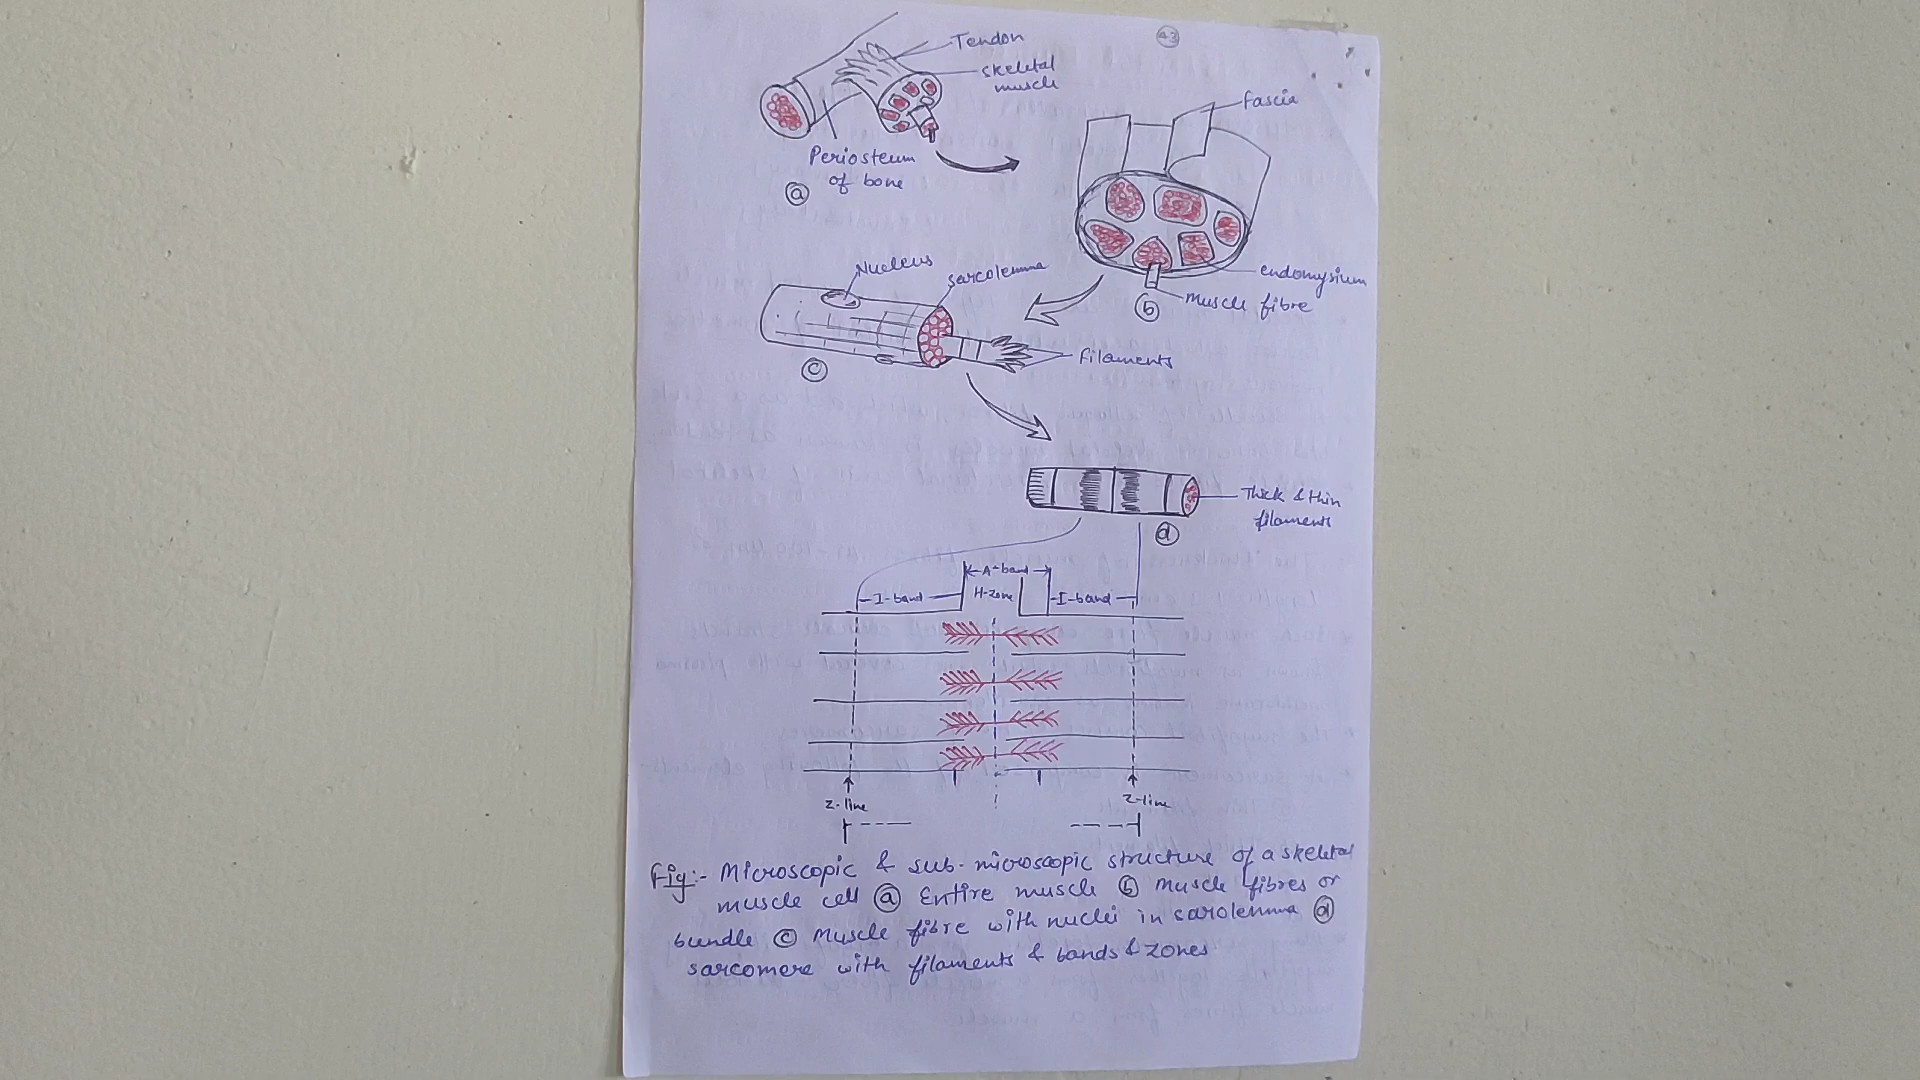 43
Tendon
skeletal
muscle
Periosteum
of bone
a
fascia
endomysium
muscle fibre
b
Nucleus
sarcolemma
filaments
c
Thick & thin
filaments
d
A-band
I-band
H-zone
I-band
Z-line
Z-line
Fig:- Microscopic & sub-microscopic structure of a skeletal
muscle cell (a) Entire muscle (b) muscle fibres or
bundle (c) Muscle fibre with nuclei in sarolemma (d)
sarcomere with filaments & bands & zones